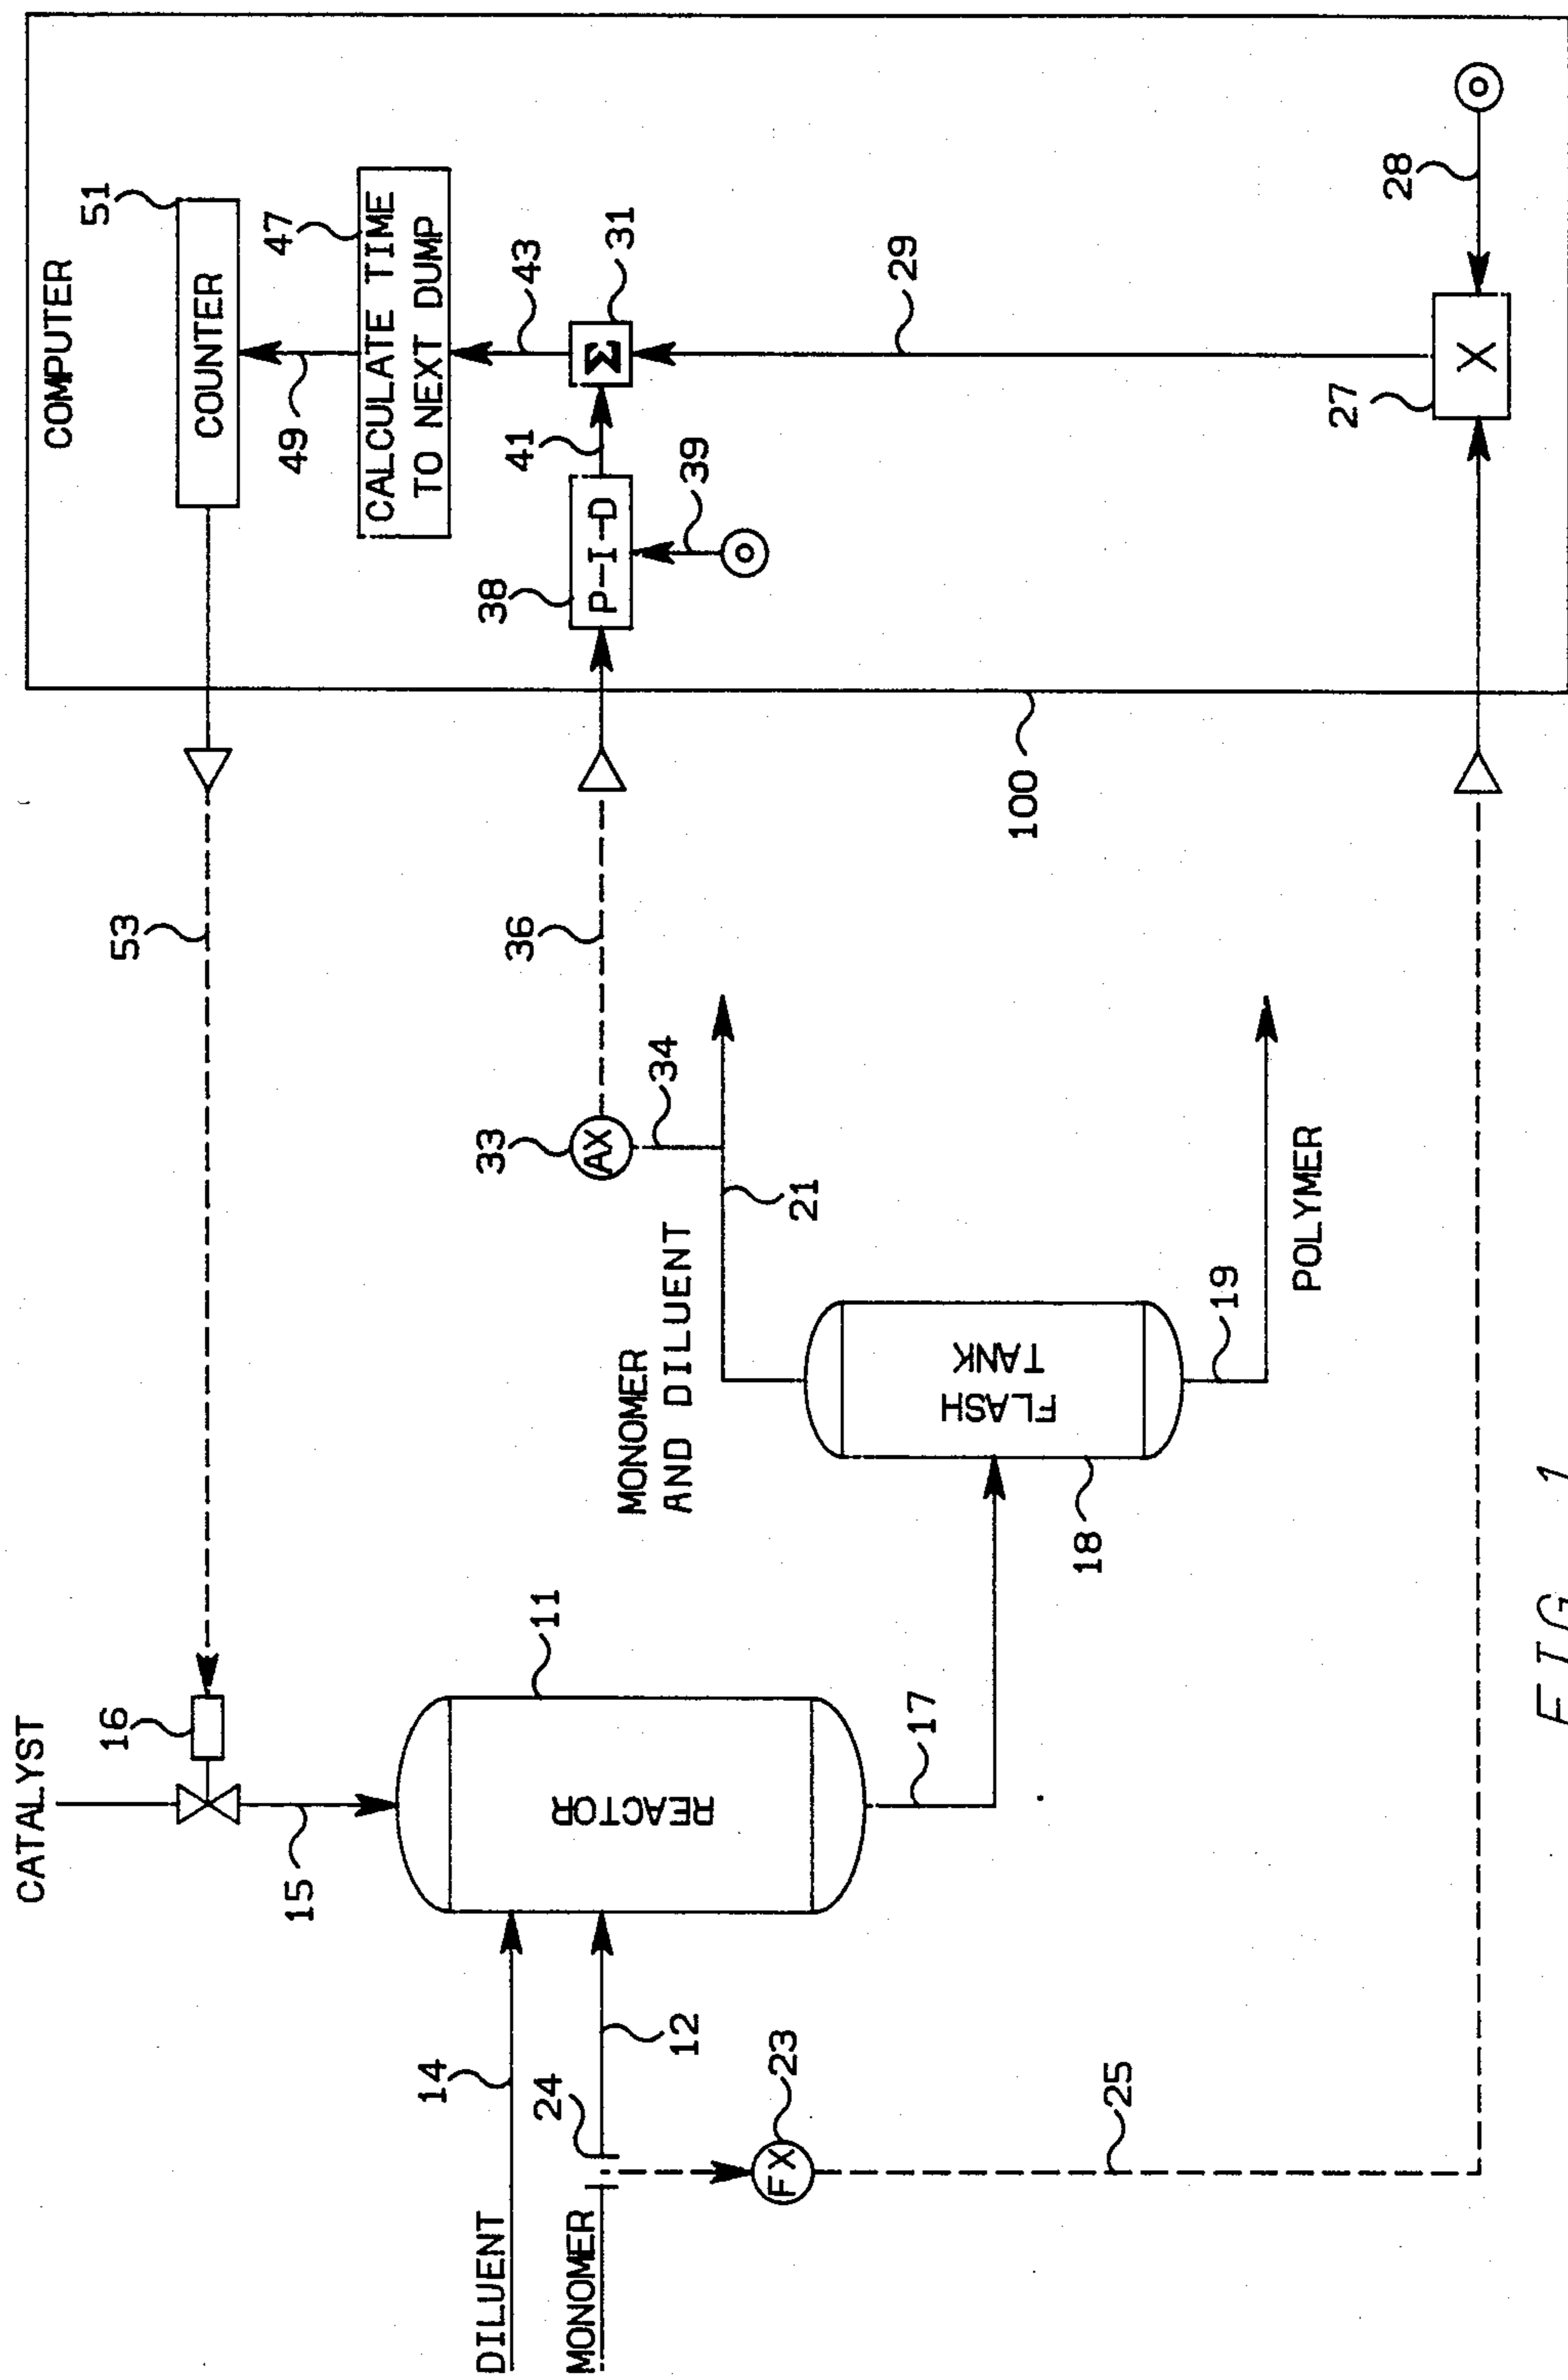 COMPUTER
51
COUNTER
49
47
CALCULATE TIME
TO NEXT DUMP
43
31
Σ
41
38
P-I-D
39
29
28
27
X
100
53
36
33
AX
34
MONOMER
AND DILUENT
21
FLASH
TANK
18
19
POLYMER
CATALYST
16
15
11
REACTOR
17
14
DILUENT
24
12
MONOMER
23
FX
25
FIG. 1